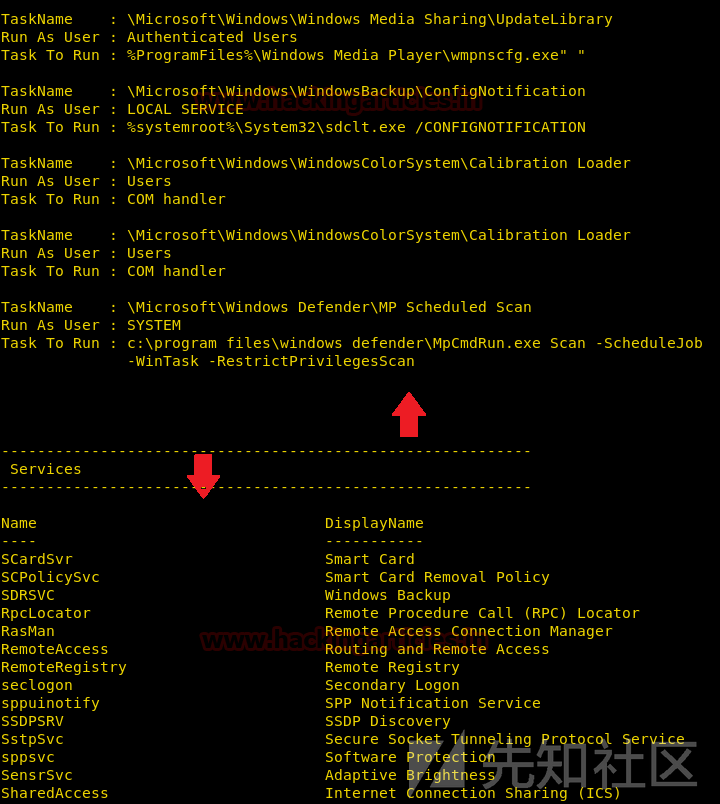 TaskName    : \Microsoft\Windows\Windows Media Sharing\UpdateLibrary
Run As User : Authenticated Users
Task To Run : %ProgramFiles%\Windows Media Player\wmpnscfg.exe" "
TaskName    : \Microsoft\Windows\WindowsBackup\ConfigNotification
www.hackingarticles.in
Run As User : LOCAL SERVICE
Task To Run : %systemroot%\System32\sdclt.exe /CONFIGNOTIFICATION
TaskName    : \Microsoft\Windows\WindowsColorSystem\Calibration Loader
Run As User : Users
Task To Run : COM handler
TaskName    : \Microsoft\Windows\WindowsColorSystem\Calibration Loader
Run As User : Users
Task To Run : COM handler
TaskName    : \Microsoft\Windows Defender\MP Scheduled Scan
Run As User : SYSTEM
Task To Run : c:\program files\windows defender\MpCmdRun.exe Scan -ScheduleJob
              -WinTask -RestrictPrivilegesScan
-----------------------------------------------------------
 Services
-----------------------------------------------------------
Name                                DisplayName
----                                -----------
SCardSvr                            Smart Card
SCPolicySvc                         Smart Card Removal Policy
SDRSVC                              Windows Backup
RpcLocator                          Remote Procedure Call (RPC) Locator
RasMan                              Remote Access Connection Manager
www.hackingarticles.in
RemoteAccess                        Routing and Remote Access
RemoteRegistry                      Remote Registry
seclogon                            Secondary Logon
sppuinotify                         SPP Notification Service
SSDPSRV                             SSDP Discovery
SstpSvc                             Secure Socket Tunneling Protocol Service
sppsvc                              Software Protection
先知社区
SensrSvc                            Adaptive Brightness
SharedAccess                        Internet Connection Sharing (ICS)